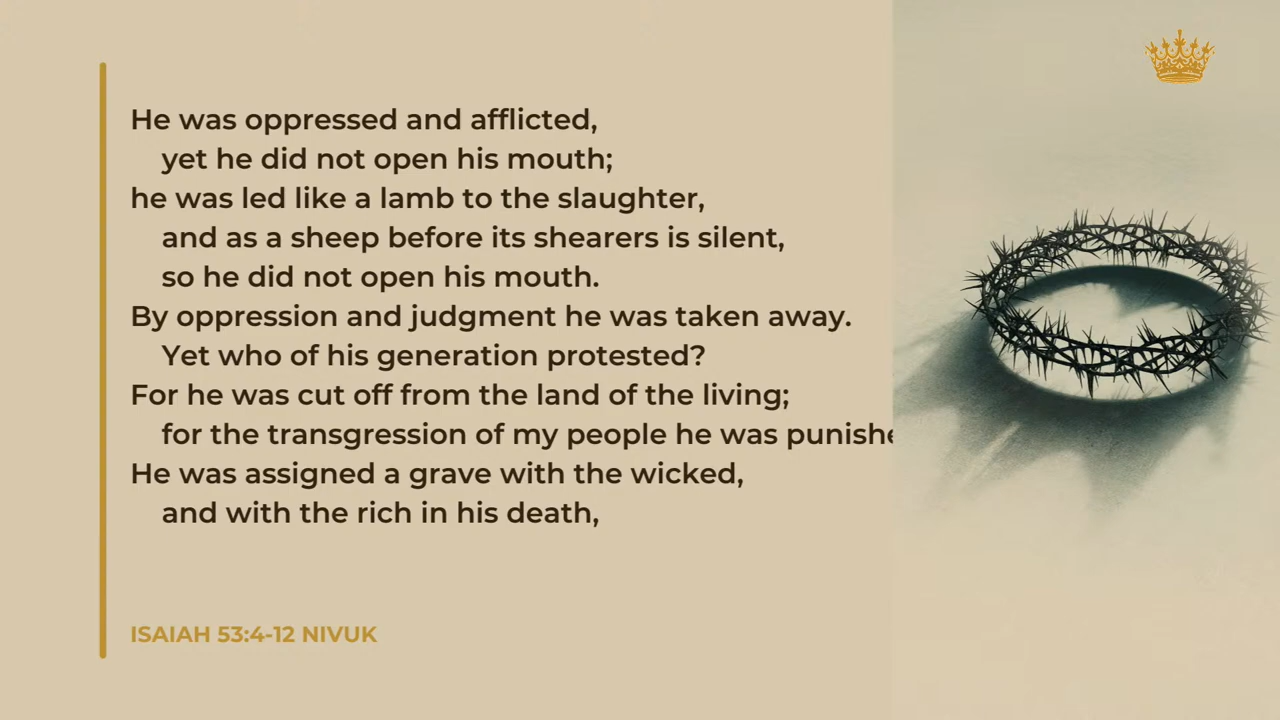 He was oppressed and afflicted,
yet he did not open his mouth;
he was led like a lamb to the slaughter,
and as a sheep before its shearers is silent,
so he did not open his mouth.
By oppression and judgment he was taken away.
Yet who of his generation protested?
For he was cut off from the land of the living;
for the transgression of my people he was punishe
He was assigned a grave with the wicked,
and with the rich in his death,
ISAIAH 53:4-12 NIVUK